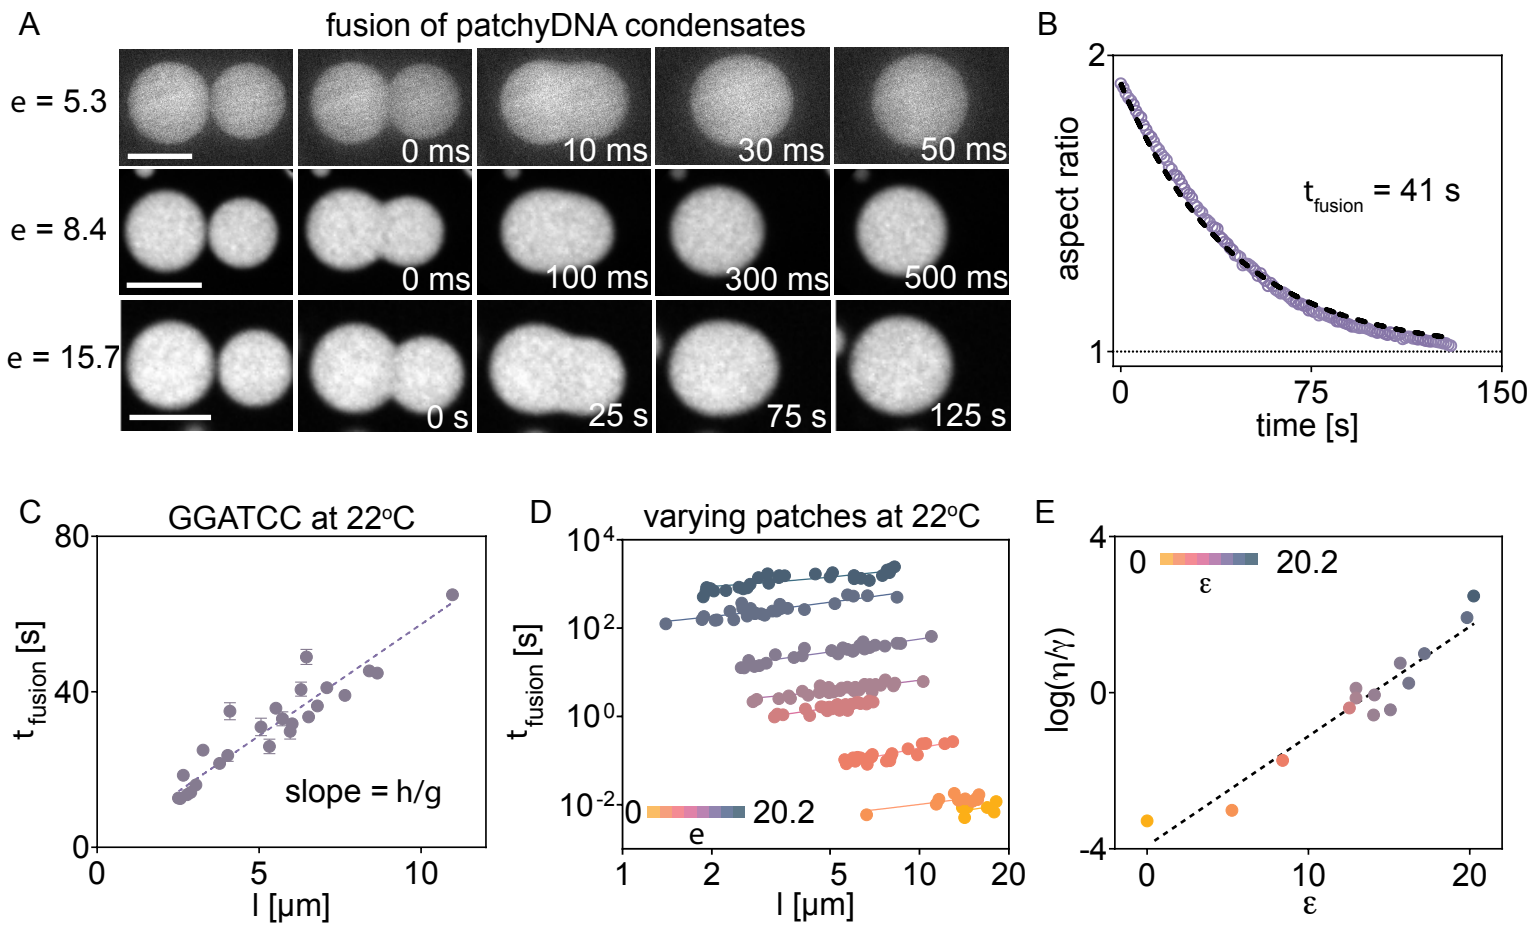 A
fusion of patchyDNA condensates
e = 5.3
0 ms
10 ms
30 ms
50 ms
e = 8.4
0 ms
100 ms
300 ms
500 ms
e = 15.7
0 s
25 s
75 s
125 s
B
2
1
aspect ratio
t_fusion = 41 s
0
75
150
time [s]
C
GGATCC at 22°C
80
40
0
t_fusion [s]
slope = h/g
0
5
10
l [µm]
D
varying patches at 22°C
10^4
10^2
10^0
10^-2
t_fusion [s]
0
20.2
e
1
2
5
10
20
l [µm]
E
4
0
-4
log(η/γ)
0
20.2
ε
0
10
20
ε